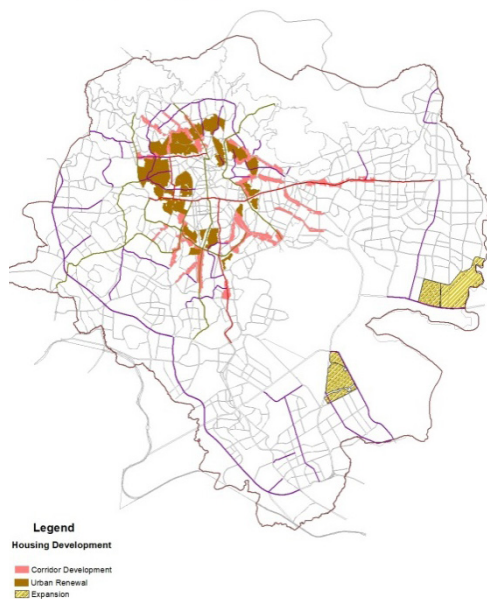 Legend
Housing Development
Corridor Development
Urban Renewal
Expansion